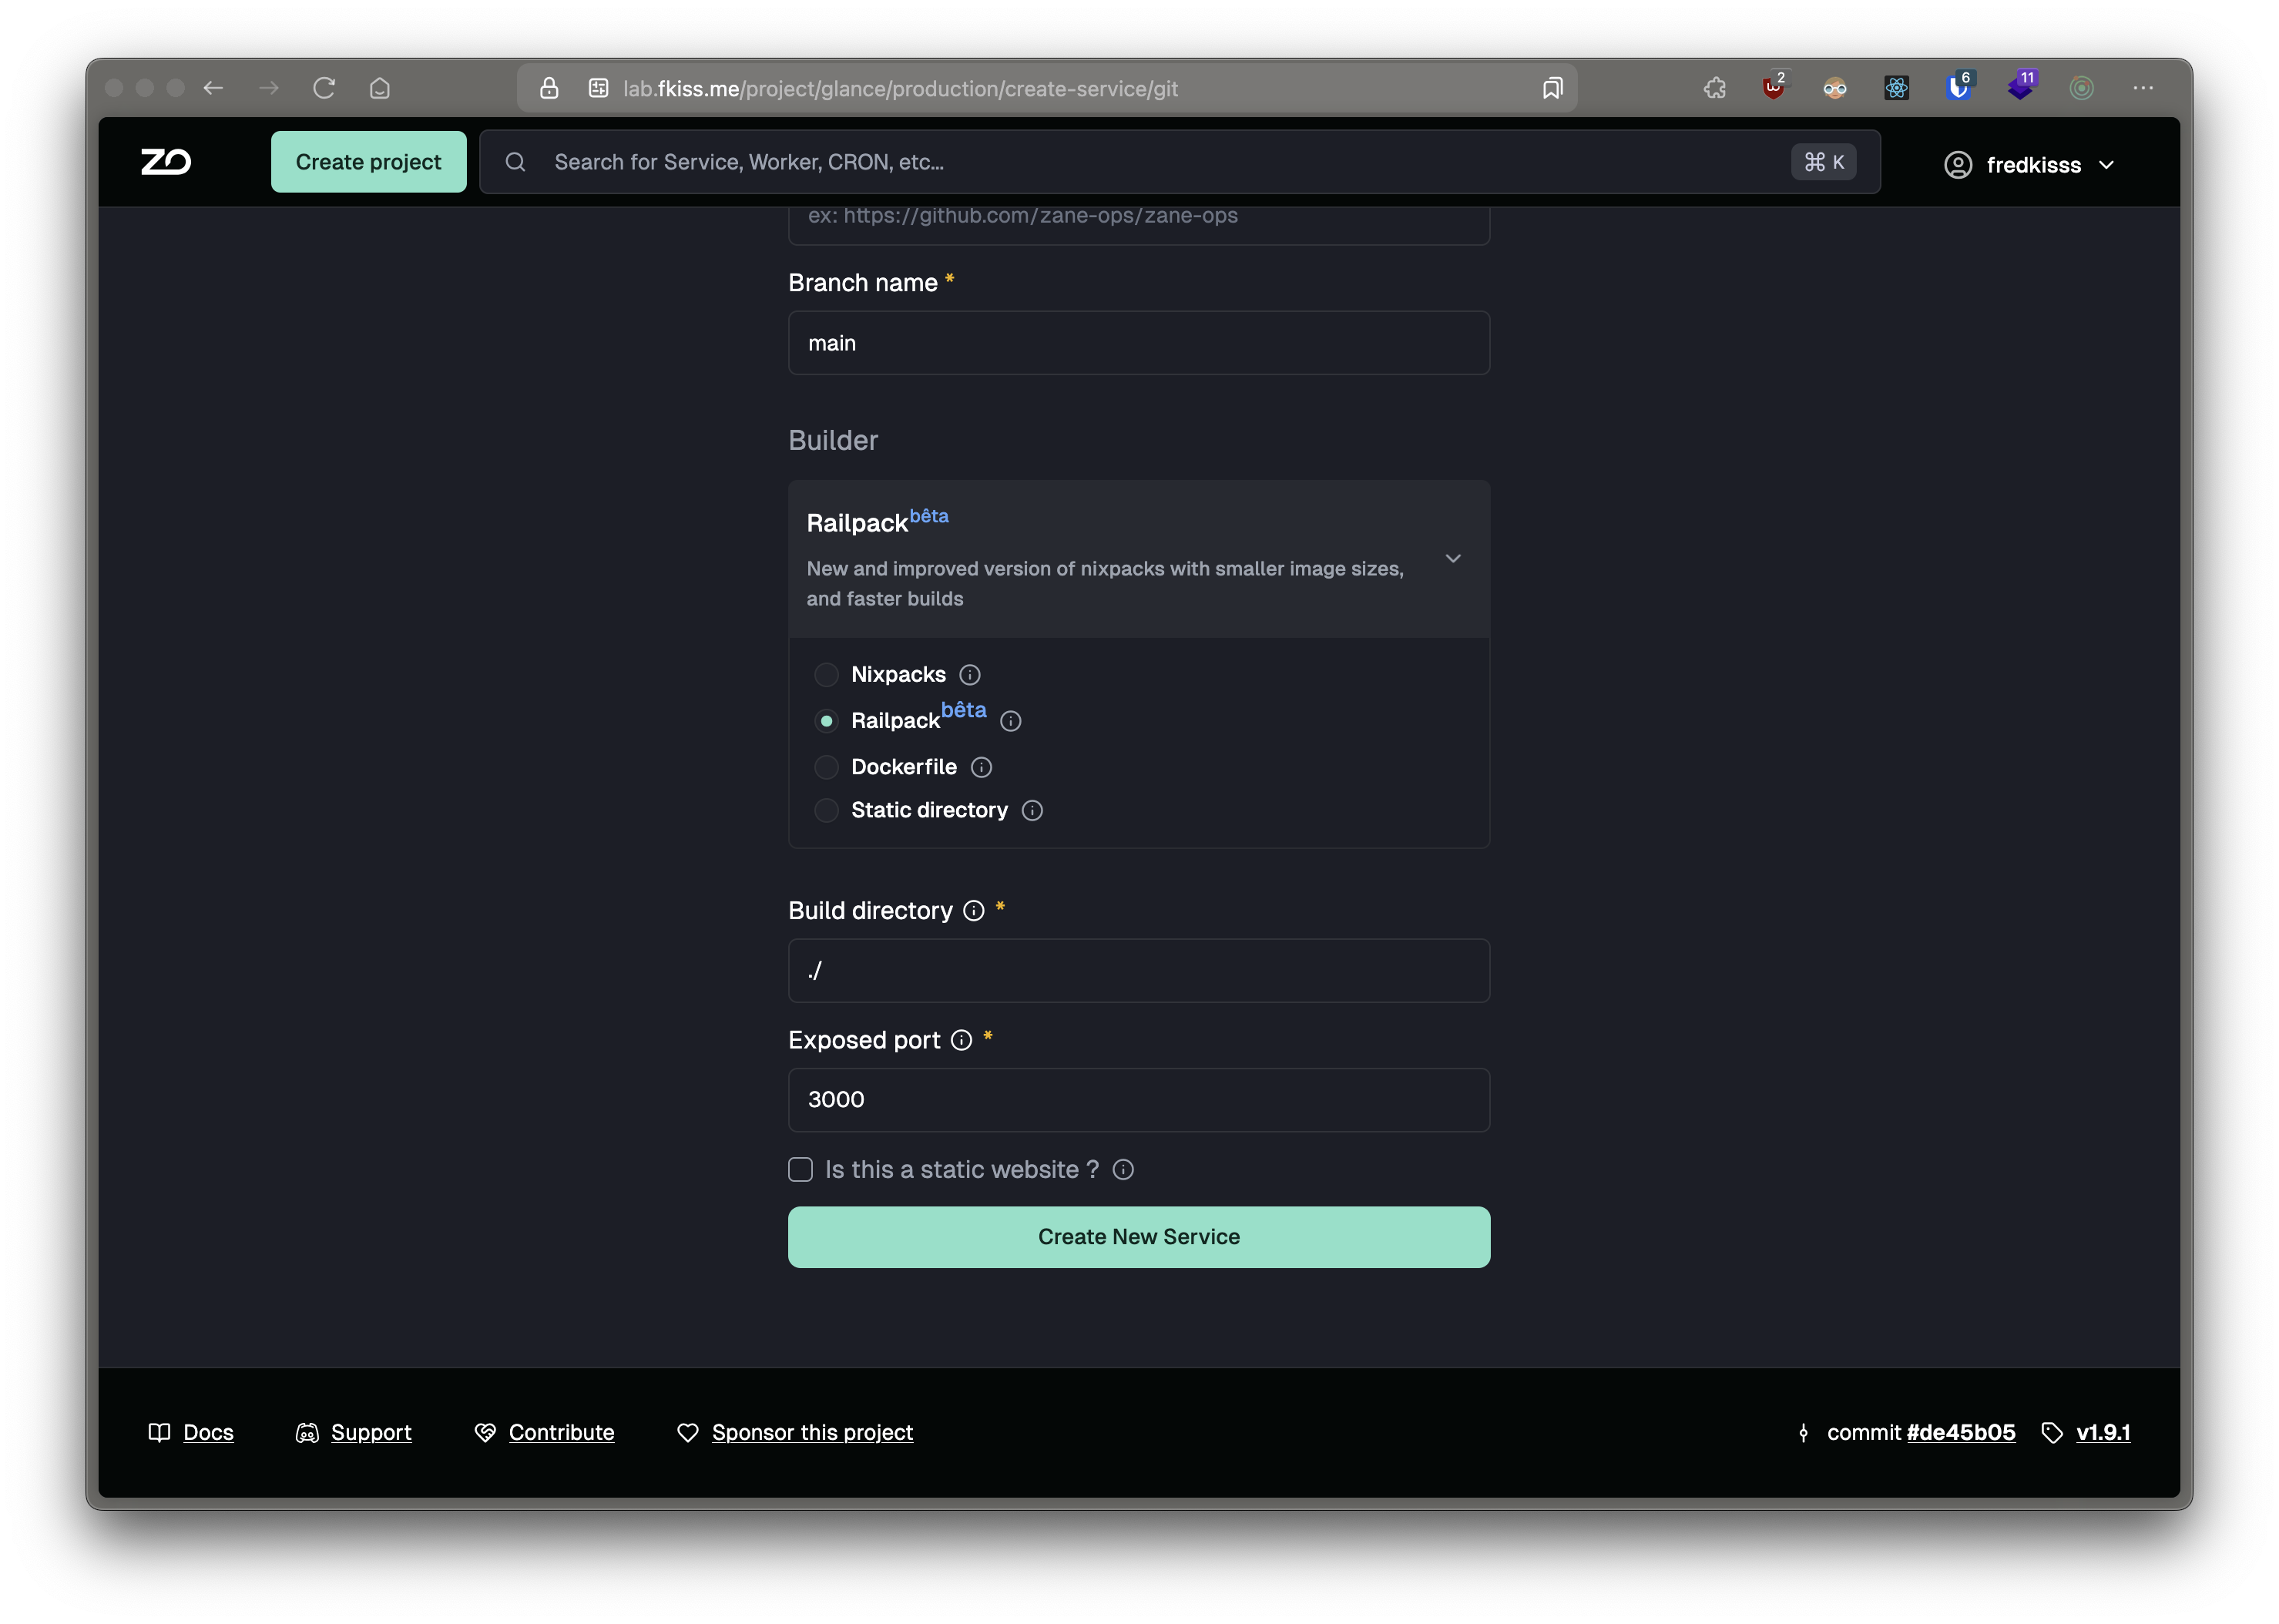 lab.fkiss.me/project/glance/production/create-service/git
2
6
11
ZO
Create project
Search for Service, Worker, CRON, etc...
⌘ K
fredkisss
ex: https://github.com/zane-ops/zane-ops
Branch name *
main
Builder
Railpack bêta
New and improved version of nixpacks with smaller image sizes,
and faster builds
Nixpacks
Railpack bêta
Dockerfile
Static directory
Build directory *
./
Exposed port *
3000
Is this a static website ?
Create New Service
Docs
Support
Contribute
Sponsor this project
commit #de45b05
v1.9.1